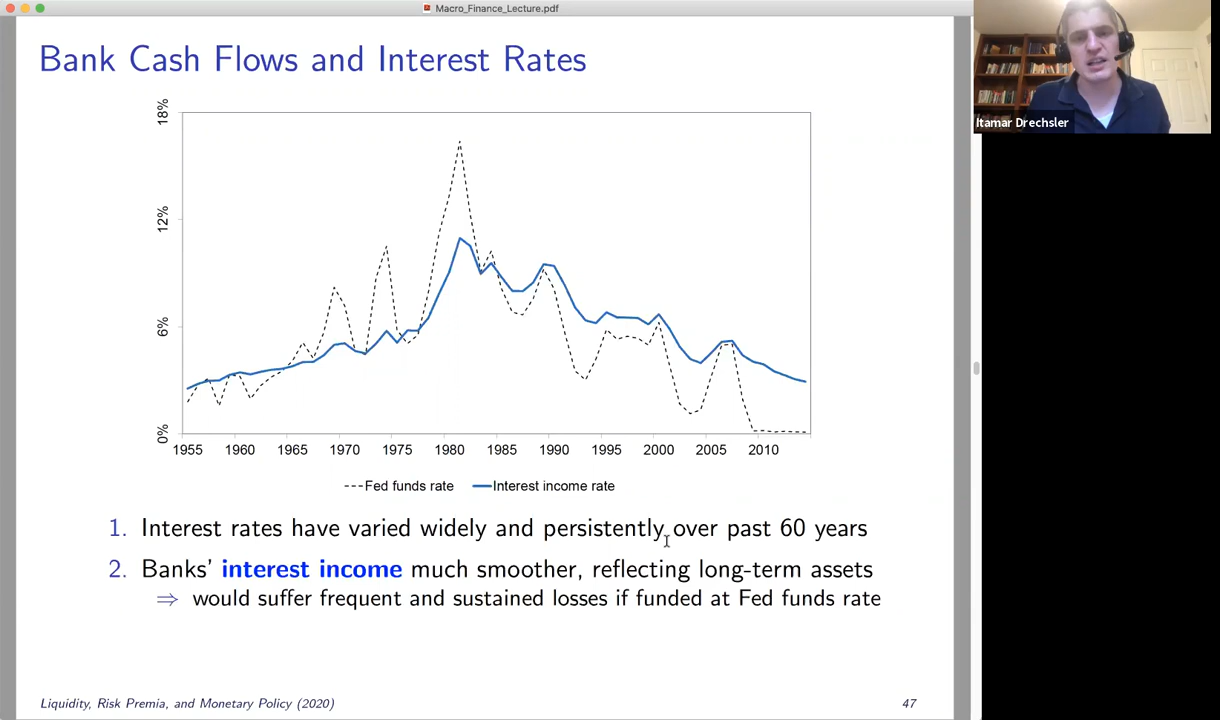 Macro_Finance_Lecture.pdf
Bank Cash Flows and Interest Rates
Itamar Drechsler
18%
12%
6%
0%
1955 1960 1965 1970 1975 1980 1985 1990 1995 2000 2005 2010
Fed funds rate Interest income rate
1. Interest rates have varied widely and persistently over past 60 years
2. Banks' interest income much smoother, reflecting long-term assets
⇒ would suffer frequent and sustained losses if funded at Fed funds rate
Liquidity, Risk Premia, and Monetary Policy (2020) 47